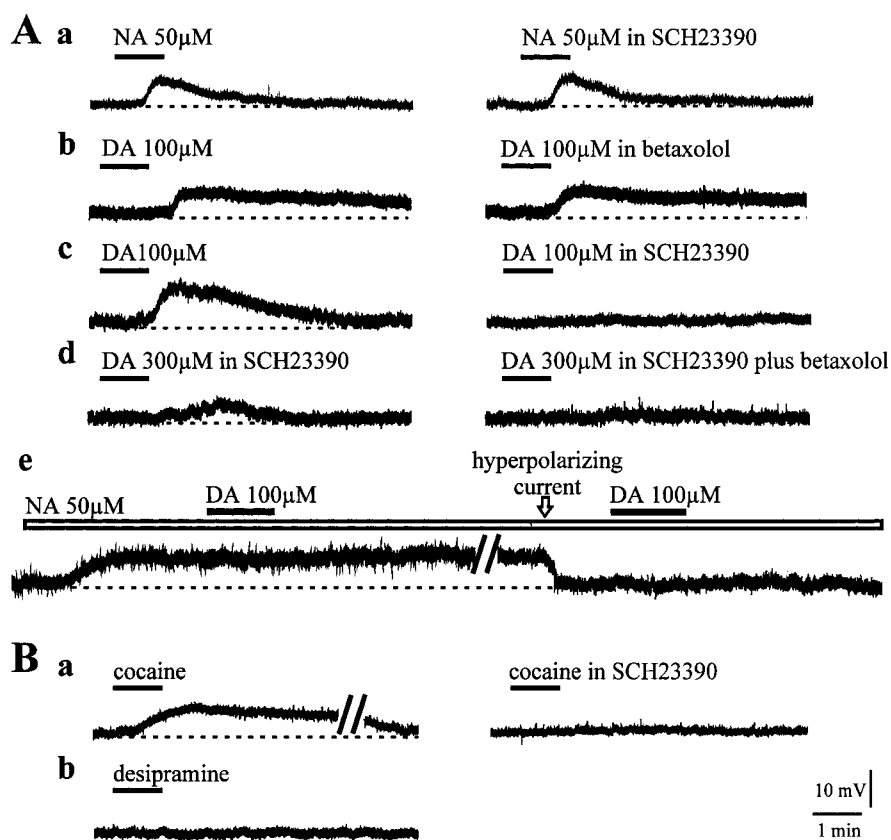 A a
NA 50µM
NA 50µM in SCH23390
b
DA 100µM
DA 100µM in betaxolol
c
DA100µM
DA 100µM in SCH23390
d
DA 300µM in SCH23390
DA 300µM in SCH23390 plus betaxolol
e
hyperpolarizing
current
NA 50µM
DA 100µM
DA 100µM
B a
cocaine
cocaine in SCH23390
b
desipramine
10 mV
1 min